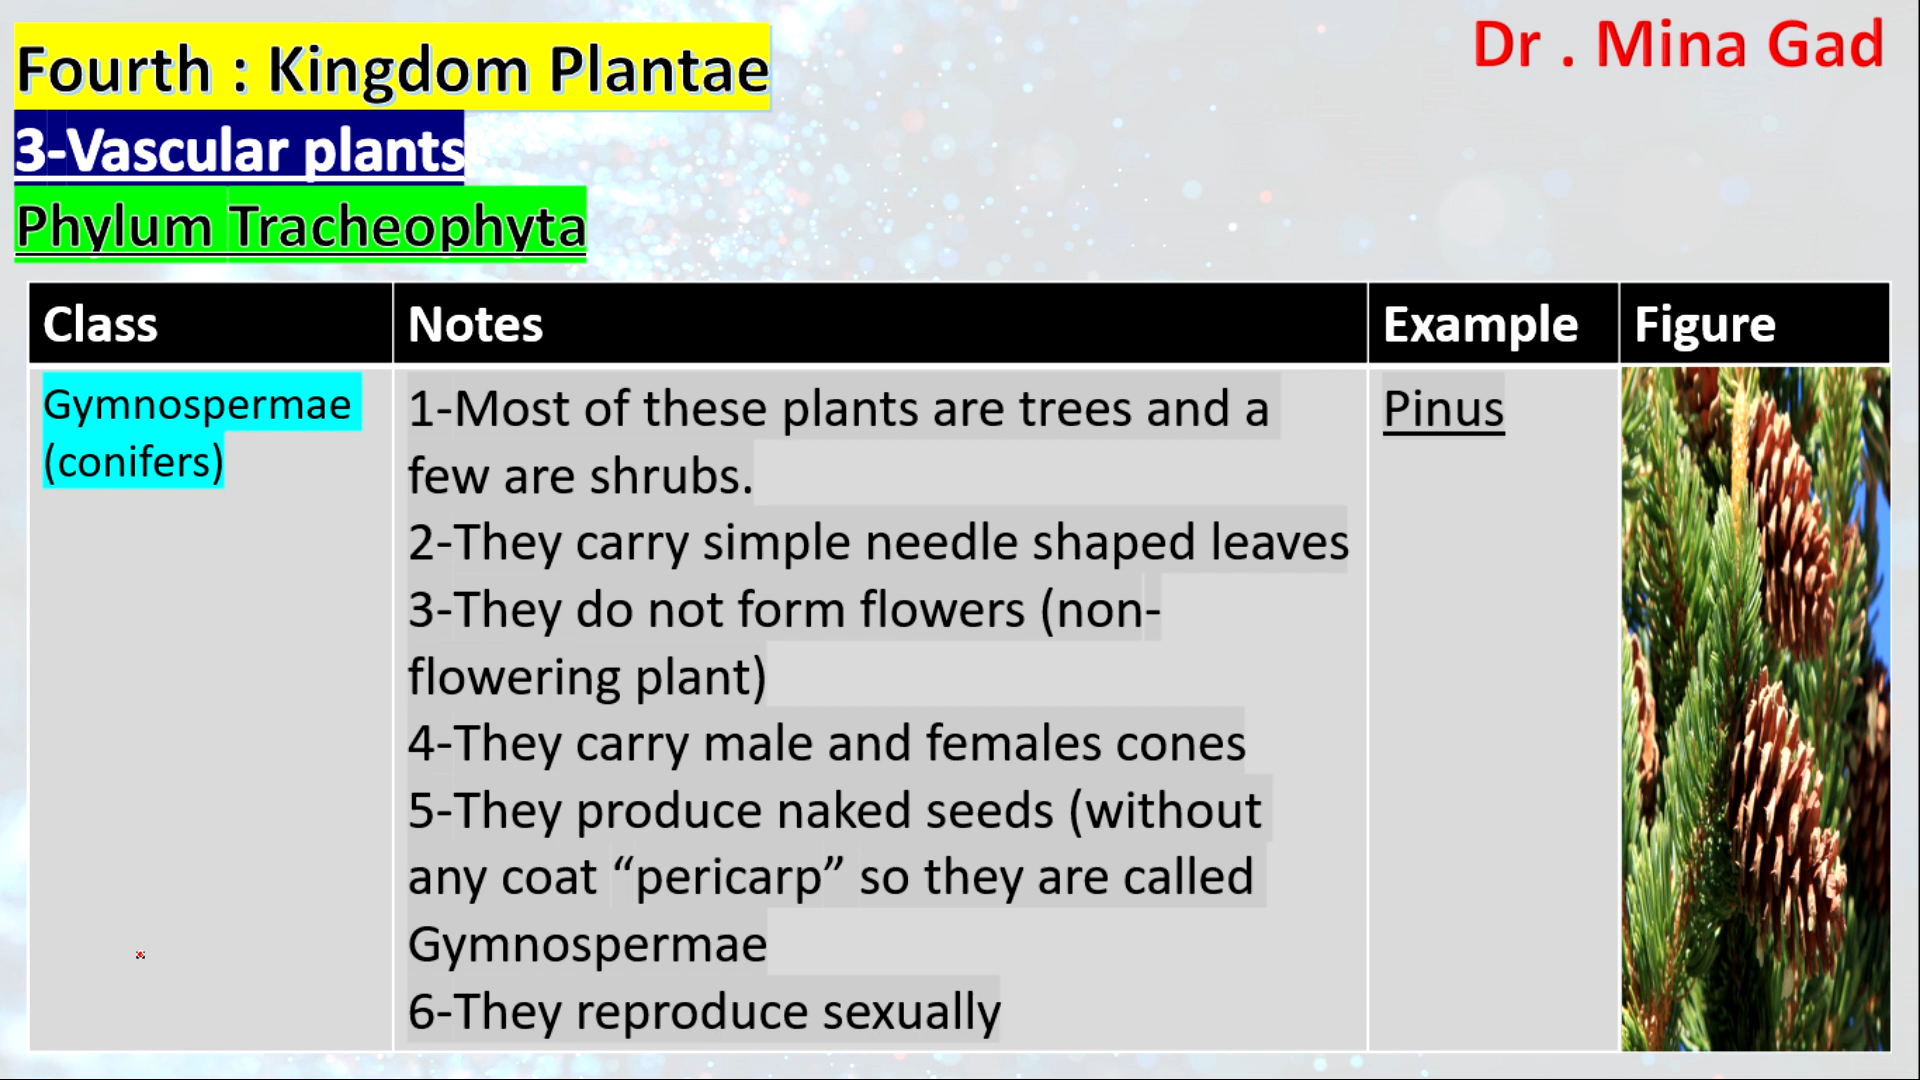 Fourth : Kingdom Plantae
Dr . Mina Gad
3-Vascular plants
Phylum Tracheophyta
Class
Notes
Example
Figure
Gymnospermae
(conifers)
1-Most of these plants are trees and a
few are shrubs.
2-They carry simple needle shaped leaves
3-They do not form flowers (non-
flowering plant)
4-They carry male and females cones
5-They produce naked seeds (without
any coat “pericarp” so they are called
Gymnospermae
6-They reproduce sexually
Pinus